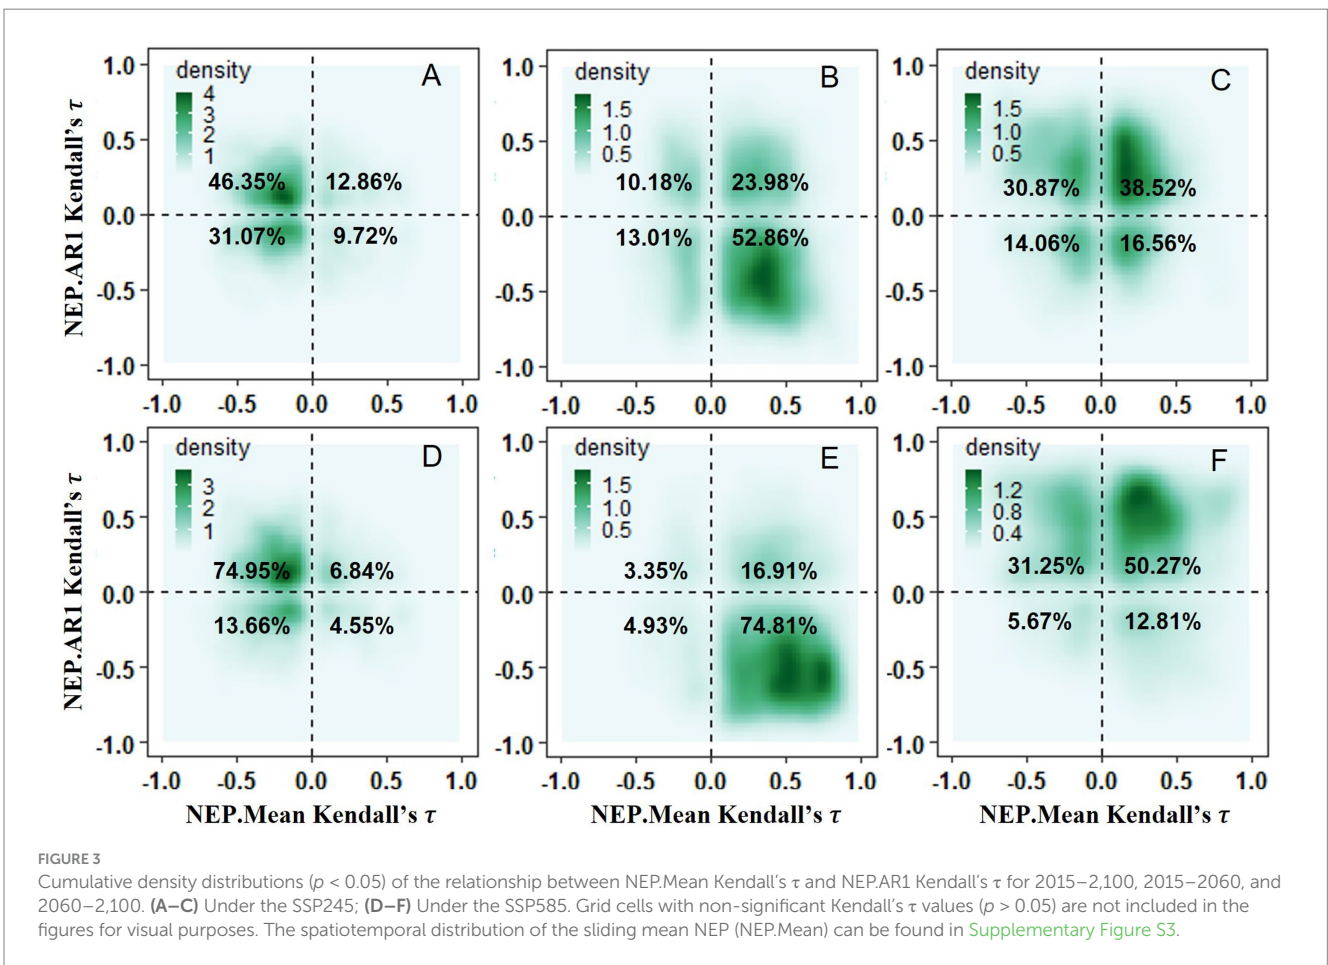 NEP.AR1 Kendall's τ
1.0
0.5
0.0
-0.5
-1.0
density
4
3
2
1
A
46.35%
12.86%
31.07%
9.72%
-1.0 -0.5 0.0 0.5 1.0
1.0
0.5
0.0
-0.5
-1.0
density
1.5
1.0
0.5
B
10.18%
23.98%
13.01%
52.86%
-1.0 -0.5 0.0 0.5 1.0
1.0
0.5
0.0
-0.5
-1.0
density
1.5
1.0
0.5
C
30.87%
38.52%
14.06%
16.56%
-1.0 -0.5 0.0 0.5 1.0
NEP.AR1 Kendall's τ
1.0
0.5
0.0
-0.5
-1.0
density
3
2
1
D
74.95%
6.84%
13.66%
4.55%
-1.0 -0.5 0.0 0.5 1.0
NEP.Mean Kendall's τ
1.0
0.5
0.0
-0.5
-1.0
density
1.5
1.0
0.5
E
3.35%
16.91%
4.93%
74.81%
-1.0 -0.5 0.0 0.5 1.0
NEP.Mean Kendall's τ
1.0
0.5
0.0
-0.5
-1.0
density
1.2
0.8
0.4
F
31.25%
50.27%
5.67%
12.81%
-1.0 -0.5 0.0 0.5 1.0
NEP.Mean Kendall's τ
FIGURE 3
Cumulative density distributions (p < 0.05) of the relationship between NEP.Mean Kendall's τ and NEP.AR1 Kendall's τ for 2015–2,100, 2015–2060, and
2060–2,100. (A–C) Under the SSP245; (D–F) Under the SSP585. Grid cells with non-significant Kendall's τ values (p > 0.05) are not included in the
figures for visual purposes. The spatiotemporal distribution of the sliding mean NEP (NEP.Mean) can be found in Supplementary Figure S3.